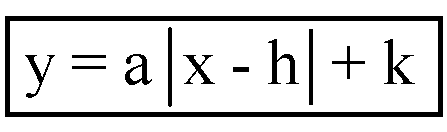 y = a|x - h| + k